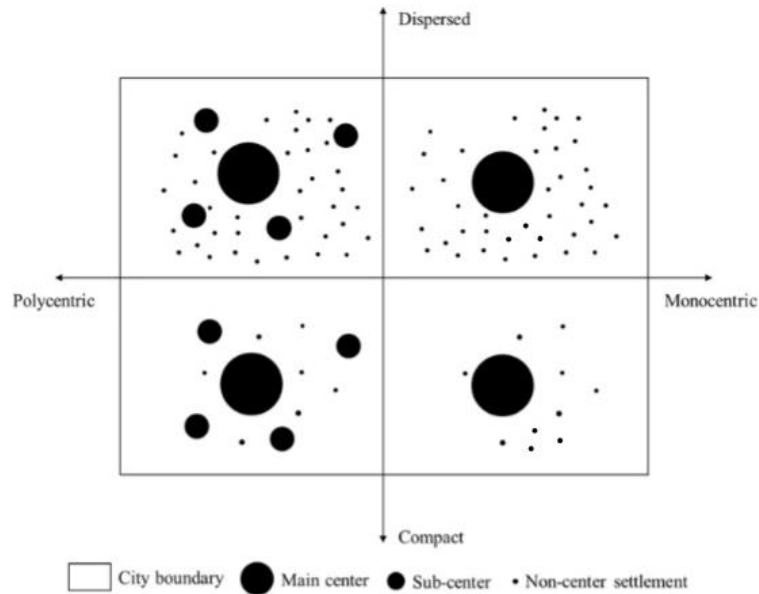 Dispersed
Polycentric
Monocentric
Compact
City boundary
Main center
Sub-center
Non-center settlement